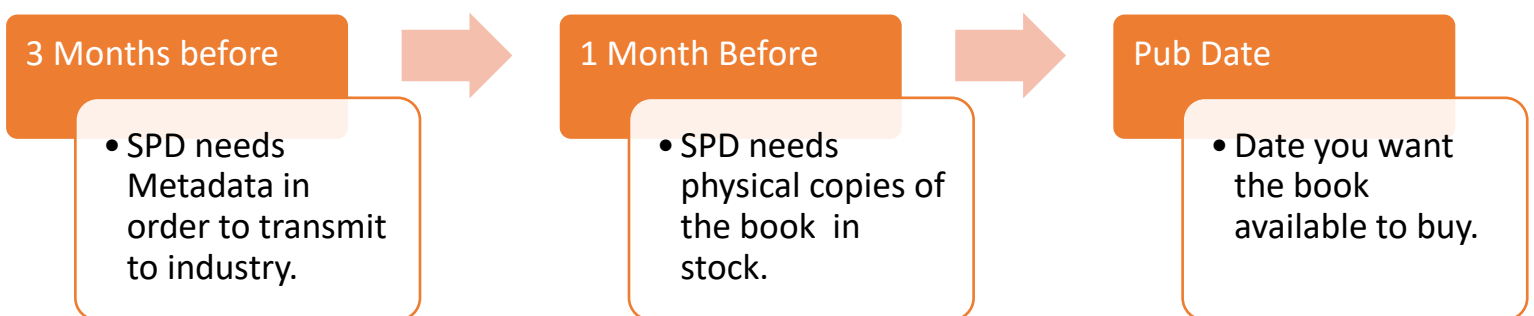 3 Months before
• SPD needs
Metadata in
order to transmit
to industry.
1 Month Before
• SPD needs
physical copies of
the book  in
stock.
Pub Date
• Date you want
the book
available to buy.